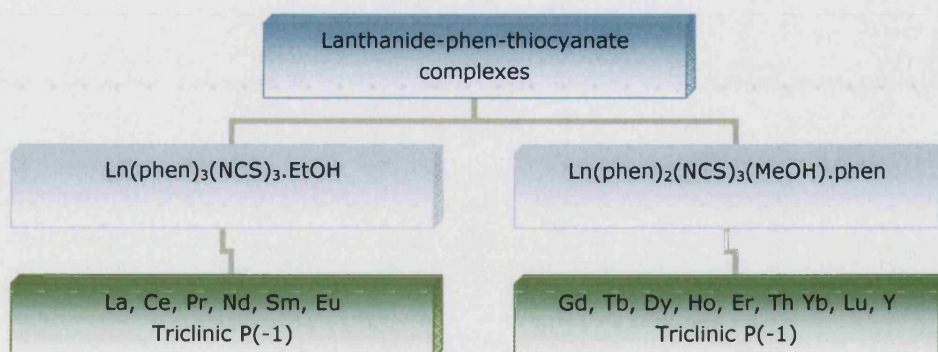 Lanthanide-phen-thiocyanate
complexes
Ln(phen)₃(NCS)₃.EtOH
Ln(phen)₂(NCS)₃(MeOH).phen
La, Ce, Pr, Nd, Sm, Eu
Triclinic P(-1)
Gd, Tb, Dy, Ho, Er, Th Yb, Lu, Y
Triclinic P(-1)